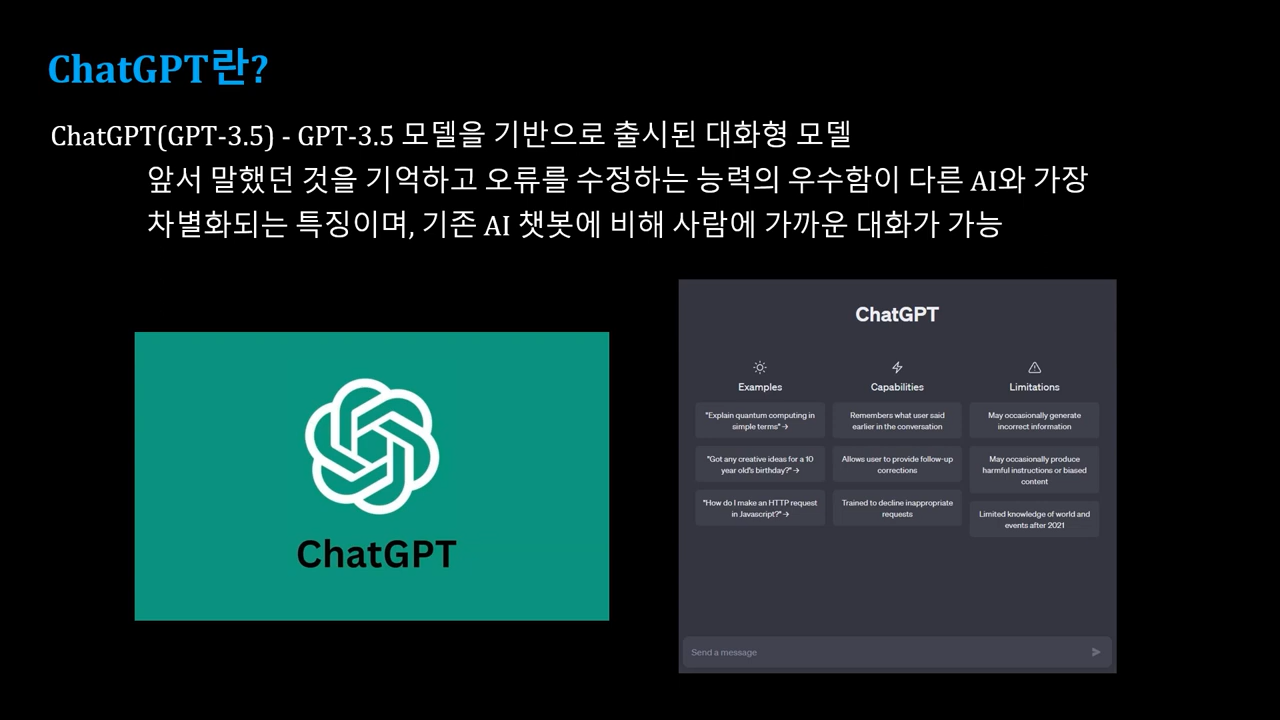 ChatGPT란?
ChatGPT(GPT-3.5) - GPT-3.5 모델을 기반으로 출시된 대화형 모델
앞서 말했던 것을 기억하고 오류를 수정하는 능력의 우수함이 다른 AI와 가장
차별화되는 특징이며, 기존 AI 챗봇에 비해 사람에 가까운 대화가 가능
ChatGPT
ChatGPT
Examples
"Explain quantum computing in
simple terms" →
"Got any creative ideas for a 10
year old's birthday?" →
"How do I make an HTTP request
in Javascript?" →
Capabilities
Remembers what user said
earlier in the conversation
Allows user to provide follow-up
corrections
Trained to decline inappropriate
requests
Limitations
May occasionally generate
incorrect information
May occasionally produce
harmful instructions or biased
content
Limited knowledge of world and
events after 2021
Send a message